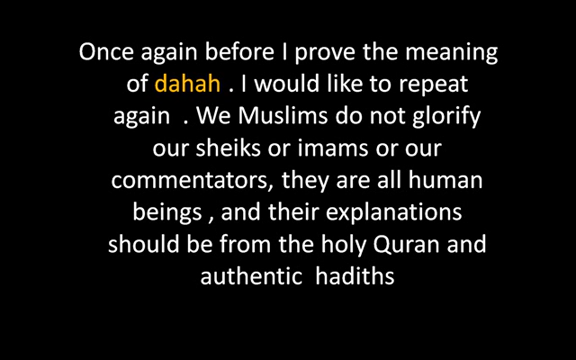 Once again before I prove the meaning
of dahah . I would like to repeat
again . We Muslims do not glorify
our sheiks or imams or our
commentators, they are all human
beings , and their explanations
should be from the holy Quran and
authentic hadiths